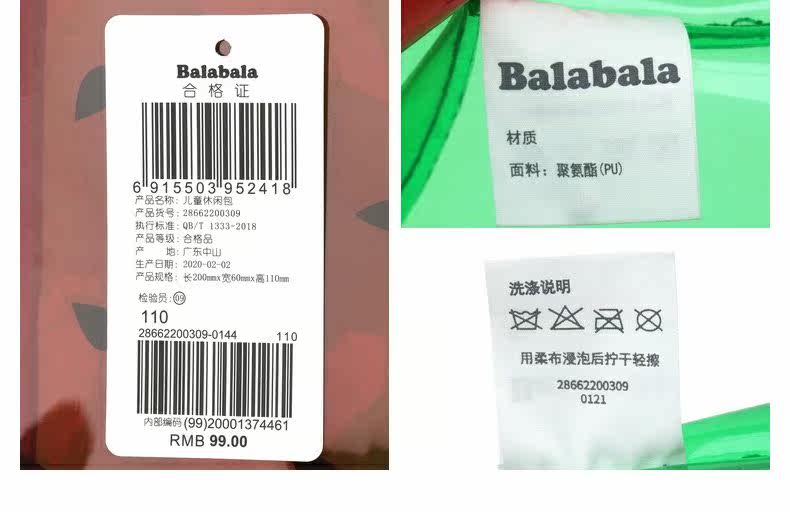 Balabala
合格证
6 915503 952418
产品名称: 儿童休闲包
产品货号: 28662200309
执行标准: QB/T 1333-2018
产品等级: 合格品
产 地: 广东中山
生产日期: 2020-02-02
产品规格: 长200mmx宽60mmx高110mm
检验员: 09
110
28662200309-0144 110
内部编码 (99)20001374461
RMB 99.00
Balabala
材质
面料: 聚氨酯(PU)
洗涤说明
用柔布浸泡后拧干轻擦
28662200309
0121